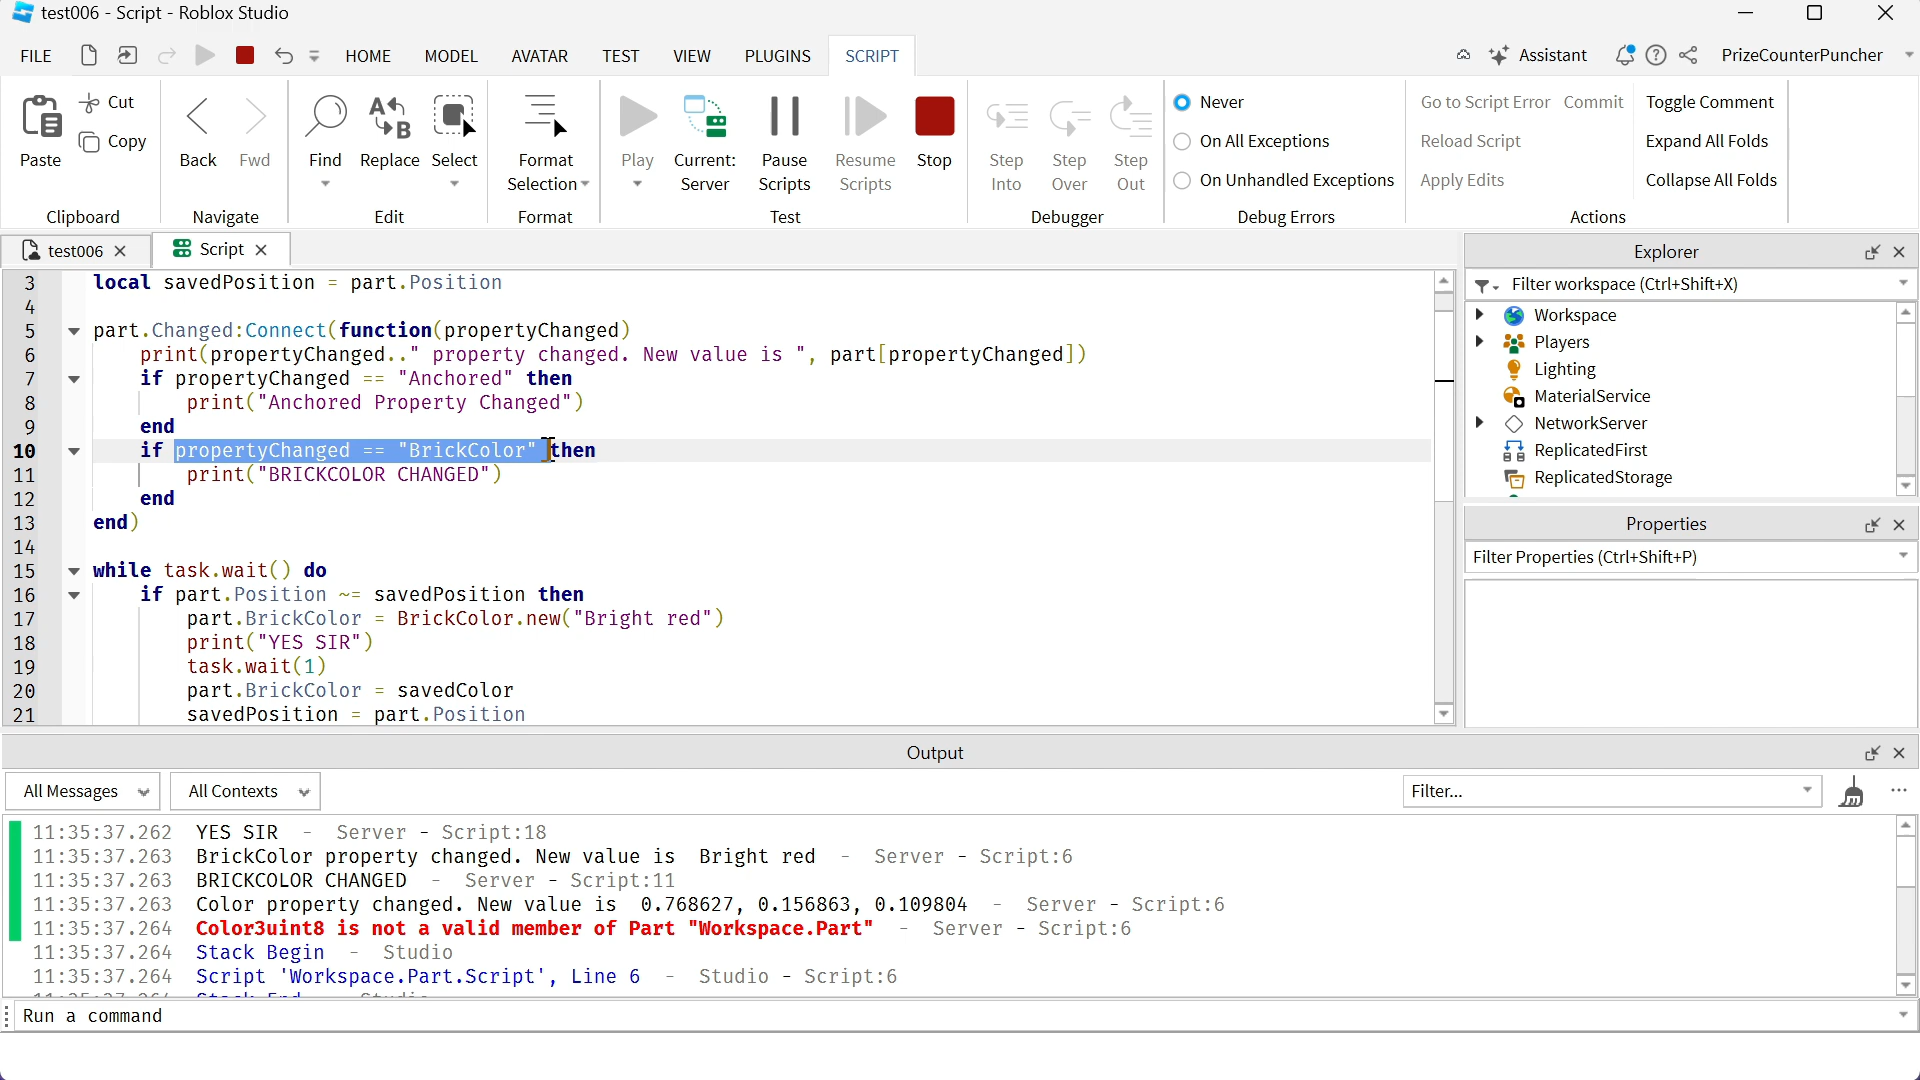 test006 - Script - Roblox Studio
FILE HOME MODEL AVATAR TEST VIEW PLUGINS SCRIPT Assistant PrizeCounterPuncher
Paste Cut Copy
Clipboard
Back Fwd
Navigate
Find Replace Select
Edit
Format Selection
Format
Play Current: Server Pause Scripts Resume Scripts Stop
Test
Step Into Step Over Step Out
Debugger
Never
On All Exceptions
On Unhandled Exceptions
Debug Errors
Go to Script Error Commit Toggle Comment
Reload Script Expand All Folds
Apply Edits Collapse All Folds
Actions
test006 Script
3 local savedPosition = part.Position
4
5 part.Changed:Connect(function(propertyChanged)
6 print(propertyChanged.." property changed. New value is ", part[propertyChanged])
7 if propertyChanged == "Anchored" then
8 print("Anchored Property Changed")
9 end
10 if propertyChanged == "BrickColor" then
11 print("BRICKCOLOR CHANGED")
12 end
13 end)
14
15 while task.wait() do
16 if part.Position ~= savedPosition then
17 part.BrickColor = BrickColor.new("Bright red")
18 print("YES SIR")
19 task.wait(1)
20 part.BrickColor = savedColor
21 savedPosition = part.Position
Explorer
Filter workspace (Ctrl+Shift+X)
Workspace
Players
Lighting
MaterialService
NetworkServer
ReplicatedFirst
ReplicatedStorage
Properties
Filter Properties (Ctrl+Shift+P)
Output
All Messages All Contexts Filter...
11:35:37.262 YES SIR - Server - Script:18
11:35:37.263 BrickColor property changed. New value is Bright red - Server - Script:6
11:35:37.263 BRICKCOLOR CHANGED - Server - Script:11
11:35:37.263 Color property changed. New value is 0.768627, 0.156863, 0.109804 - Server - Script:6
11:35:37.264 Color3uint8 is not a valid member of Part "Workspace.Part" - Server - Script:6
11:35:37.264 Stack Begin - Studio
11:35:37.264 Script 'Workspace.Part.Script', Line 6 - Studio - Script:6
Run a command